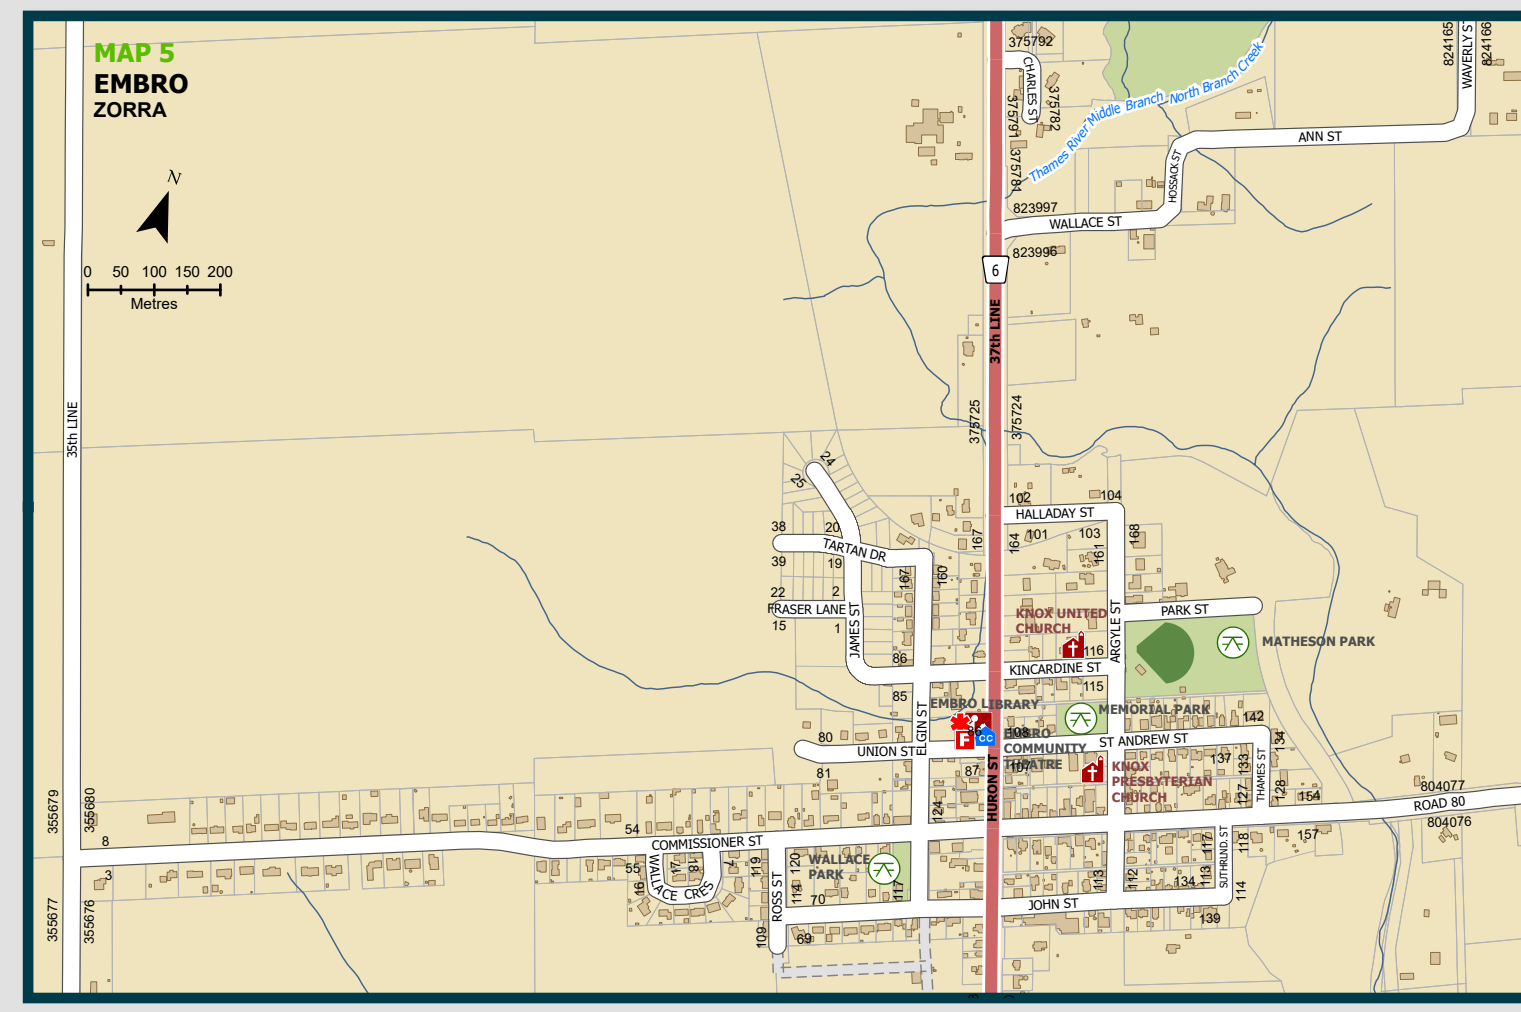 MAP 5
EMBRO
ZORRA
N
0 50 100 150 200
Metres
375792
CHARLES ST
375791
375782
375781
Thames River Middle Branch North Branch Creek
824165
WAVERLY ST
824166
ANN ST
HOSSACK ST
823997
WALLACE ST
823996
6
37th LINE
35th LINE
375725
375724
24
25
102
104
HALLADAY ST
101
103
164
161
168
167
38
20
TARTAN DR
39
19
167
160
22
2
FRASER LANE
15
1
JAMES ST
KNOX UNITED
CHURCH
116
ARGYLE ST
PARK ST
MATHESON PARK
86
KINCARDINE ST
85
115
EMBRO LIBRARY
MEMORIAL PARK
142
ELGIN ST
80
UNION ST
81
86
F
CC
108
EMBRO
COMMUNITY
THEATRE
107
87
ST ANDREW ST
134
137
133
THAMES ST
KNOX
PRESBYTERIAN
CHURCH
127
128
154
HURON ST
124
804077
ROAD 80
804076
157
355679
355680
8
3
355677
355676
54
COMMISSIONER ST
55
WALLACE CRES
16
17
18
7
119
120
114
ROSS ST
109
WALLACE
PARK
117
70
69
113
112
134
113
117
SUTHRLND. ST
118
114
JOHN ST
139